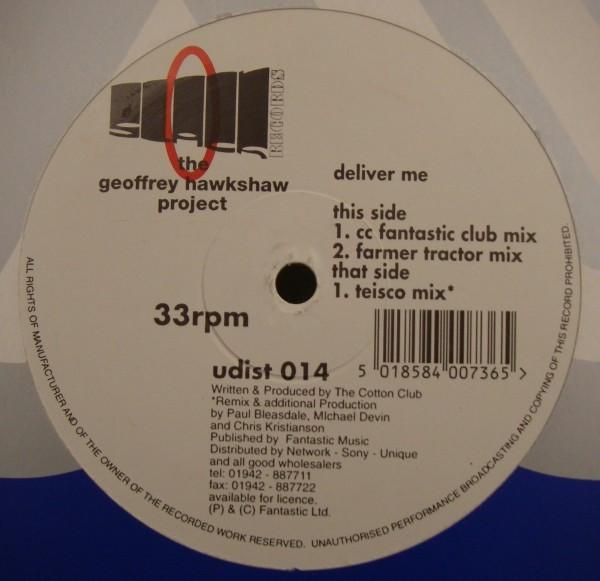 RECORDS
the
geoffrey hawkshaw
project
deliver me
this side
1. cc fantastic club mix
2. farmer tractor mix
that side
1. teisco mix*
33rpm
5 018584 007365 >
udist 014
Written & Produced by The Cotton Club
*Remix & additional Production
by Paul Bleasdale, MIchael Devin
and Chris Kristianson
Published by Fantastic Music
Distributed by Network - Sony - Unique
and all good wholesalers
tel: 01942 - 887711
fax: 01942 - 887722
available for licence.
(P) & (C) Fantastic Ltd.
ALL RIGHTS OF MANUFACTURER AND OF THE OWNER OF THE RECORDED WORK RESERVED. UNAUTHORISED PERFORMANCE BROADCASTING AND COPYING OF THIS RECORD PROHIBITED.